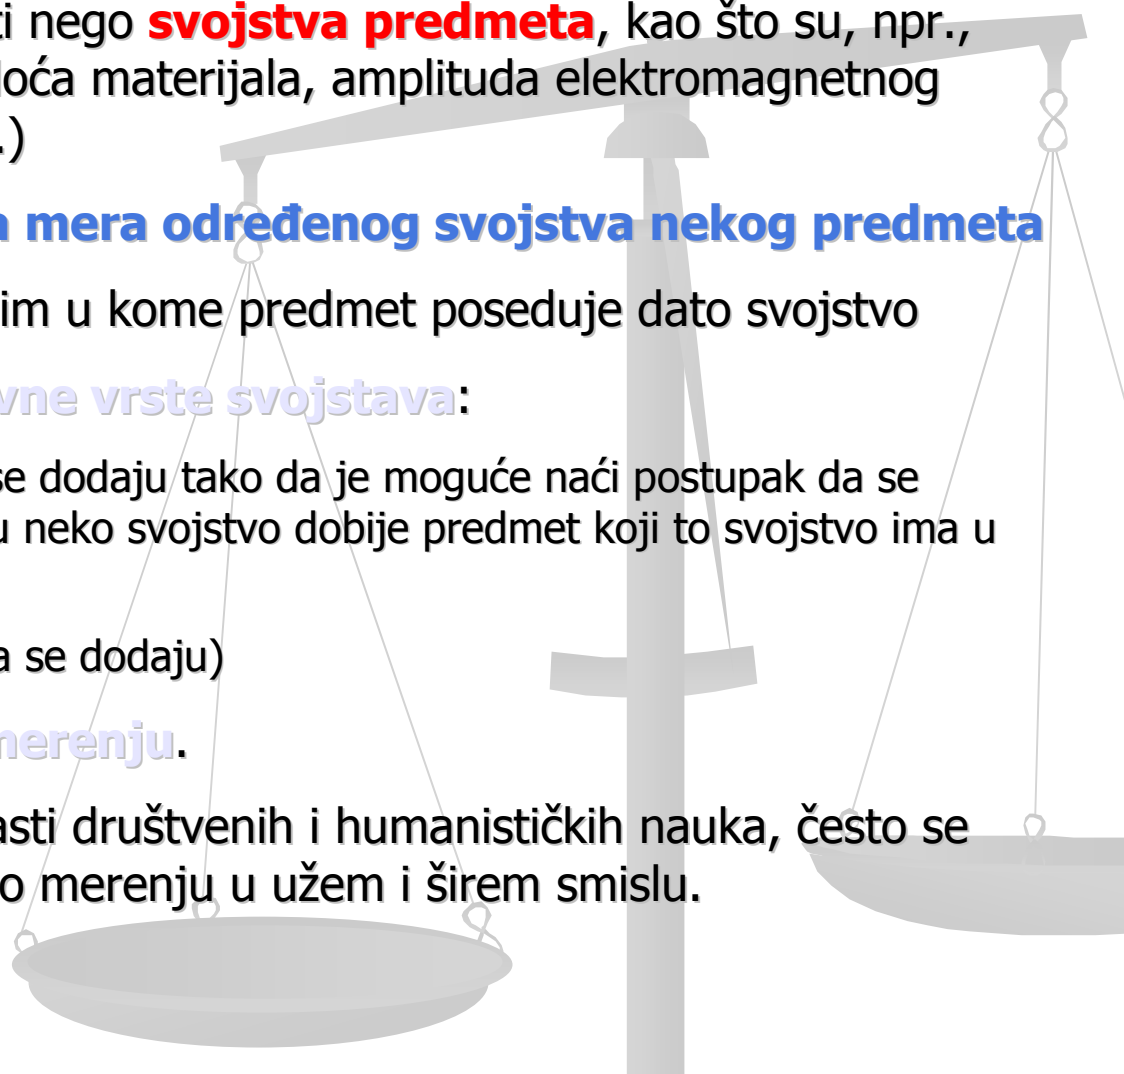 ti nego svojstva predmeta, kao što su, npr.,
loća materijala, amplituda elektromagnetnog
.)
a mera određenog svojstva nekog predmeta
im u kome predmet poseduje dato svojstvo
vne vrste svojstava:
se dodaju tako da je moguće naći postupak da se
u neko svojstvo dobije predmet koji to svojstvo ima u
a se dodaju)
merenju.
asti društvenih i humanističkih nauka, često se
o merenju u užem i širem smislu.